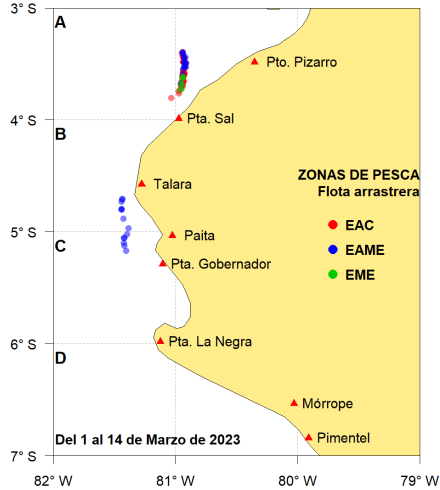 3° S
A
Pto. Pizarro
4° S
Pta. Sal
B
ZONAS DE PESCA
Talara
Flota arrastrera
EAC
5° S
Paita
C
EAME
Pta. Gobernador
EME
6° S
Pta. La Negra
D
Mórrope
Del 1 al 14 de Marzo de 2023
Pimentel
7° S
82° W
81° W
80° W
79° W